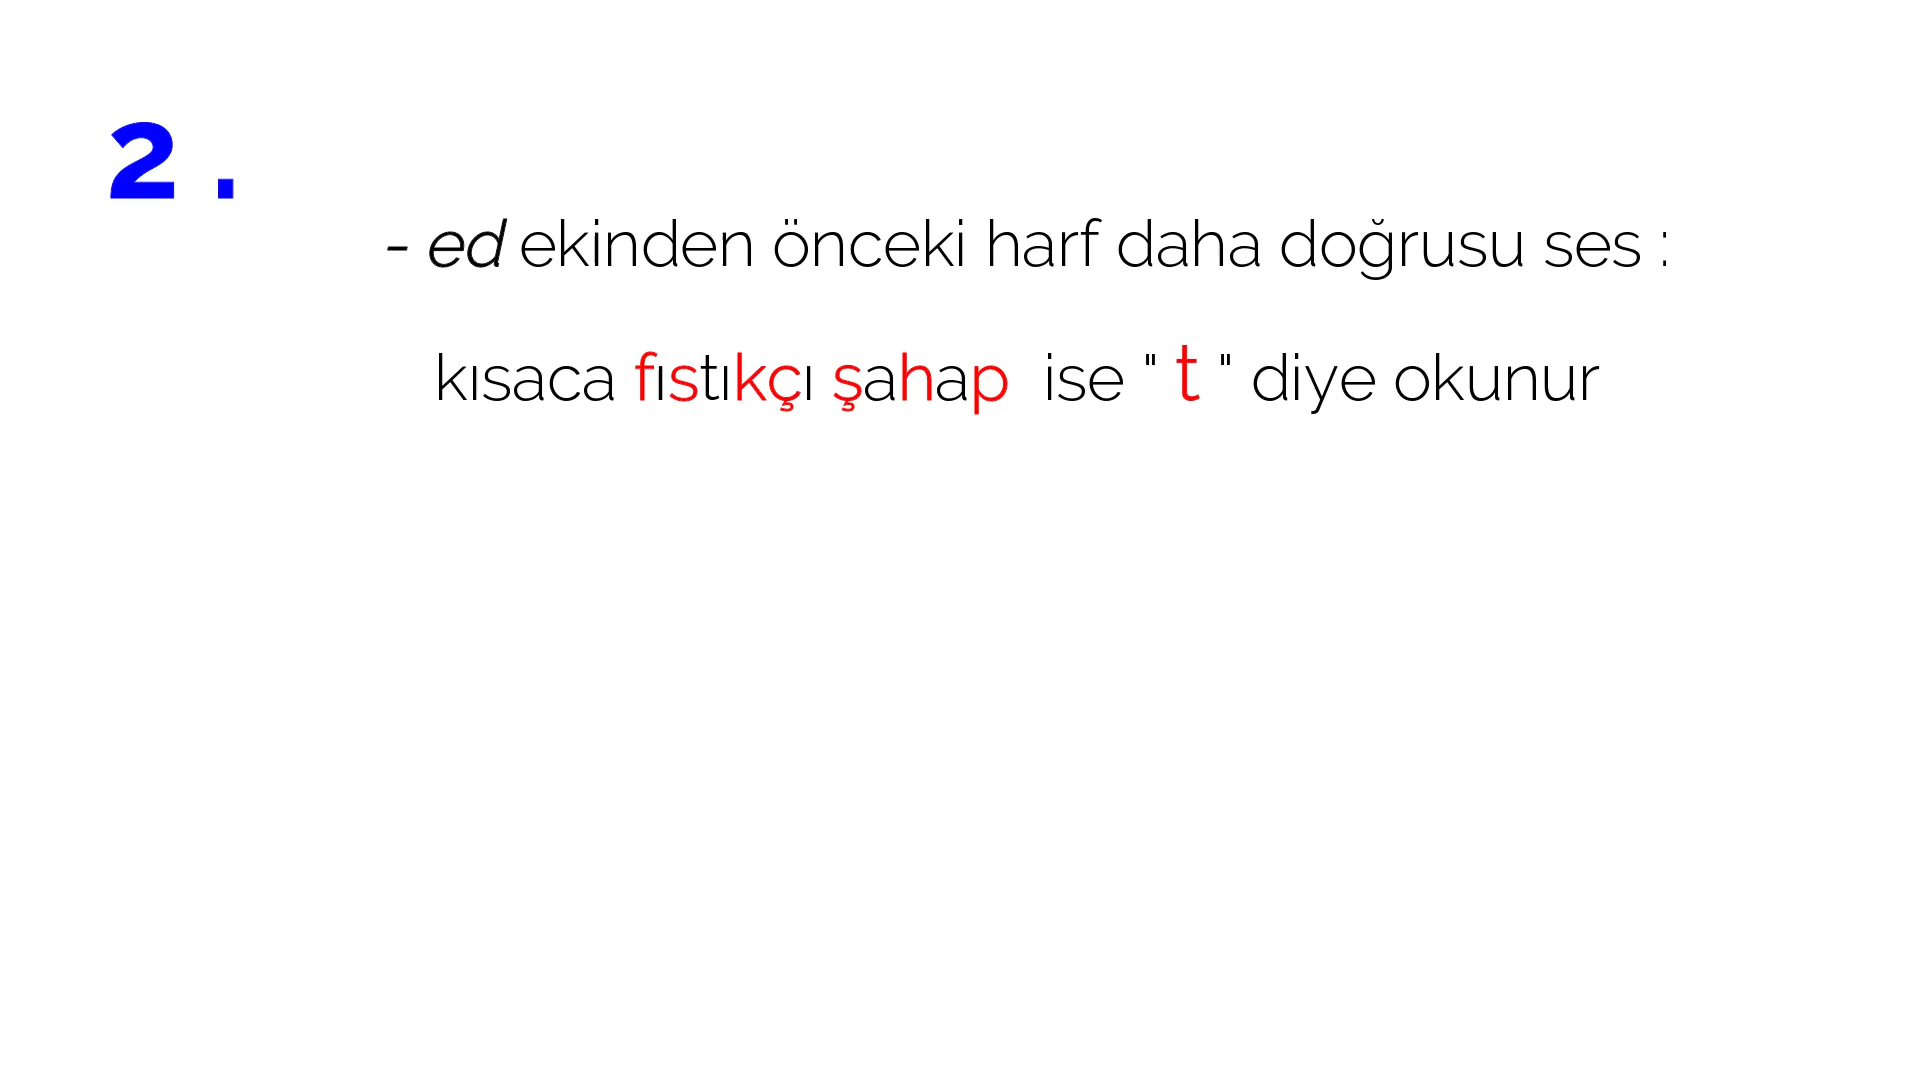 2 .
- ed ekinden önceki harf daha doğrusu ses :
kısaca fıstıkçı şahap ise " t " diye okunur